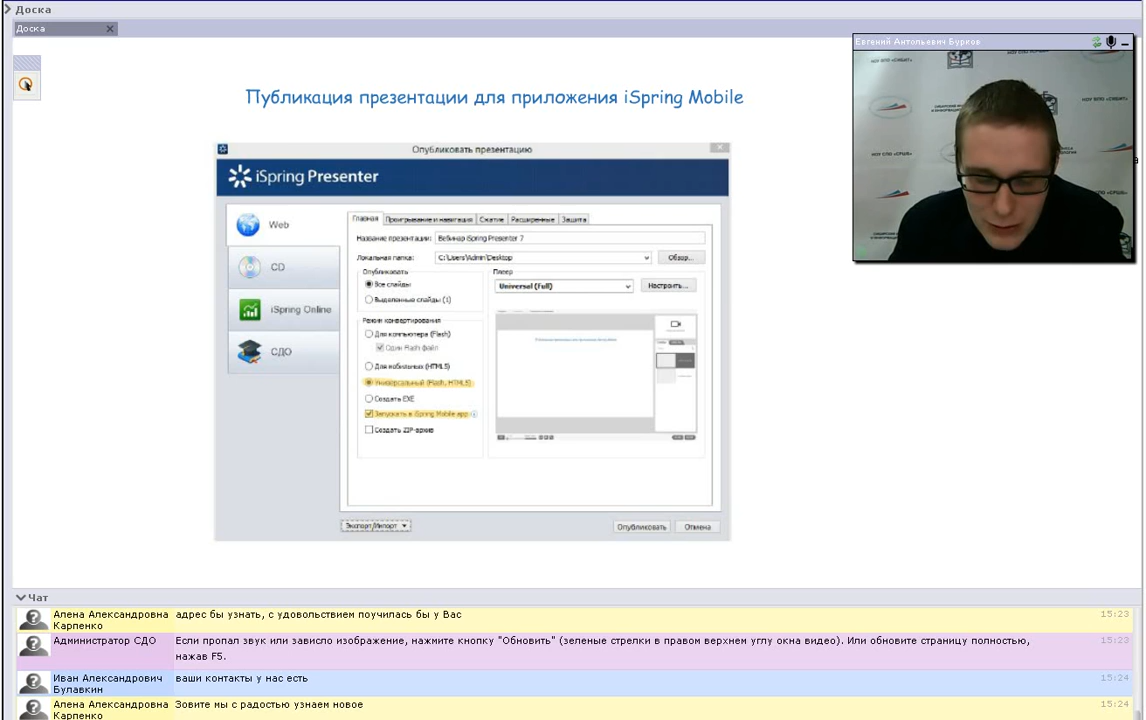 Доска
Доска
Евгений Антольевич Бурков
Публикация презентации для приложения iSpring Mobile
Опубликовать презентацию
iSpring Presenter
Web
CD
iSpring Online
СДО
Главная Проигрывание и навигация Сжатие Расширенные Защита
Название презентации: Вебинар iSpring Presenter 7
Локальная папка: C:\Users\Admin\Desktop Обзор...
Опубликовать
Все слайды
Выделенные слайды (1)
Плеер
Universal (Full) Настроить...
Режим конвертирования
Для компьютера (Flash)
Один Flash файл
Для мобильных (HTML5)
Универсальный (Flash, HTML5)
Создать EXE
Запускать в iSpring Mobile app
Создать ZIP-архив
Экспорт/Импорт Опубликовать Отмена
Чат
Алена Александровна Карпенко адрес бы узнать, с удовольствием поучилась бы у Вас 15:23
Администратор СДО Если пропал звук или зависло изображение, нажмите кнопку "Обновить" (зеленые стрелки в правом верхнем углу окна видео). Или обновите страницу полностью, 15:23
нажав F5.
Иван Александрович Булавкин ваши контакты у нас есть 15:24
Алена Александровна Карпенко Зовите мы с радостью узнаем новое 15:24